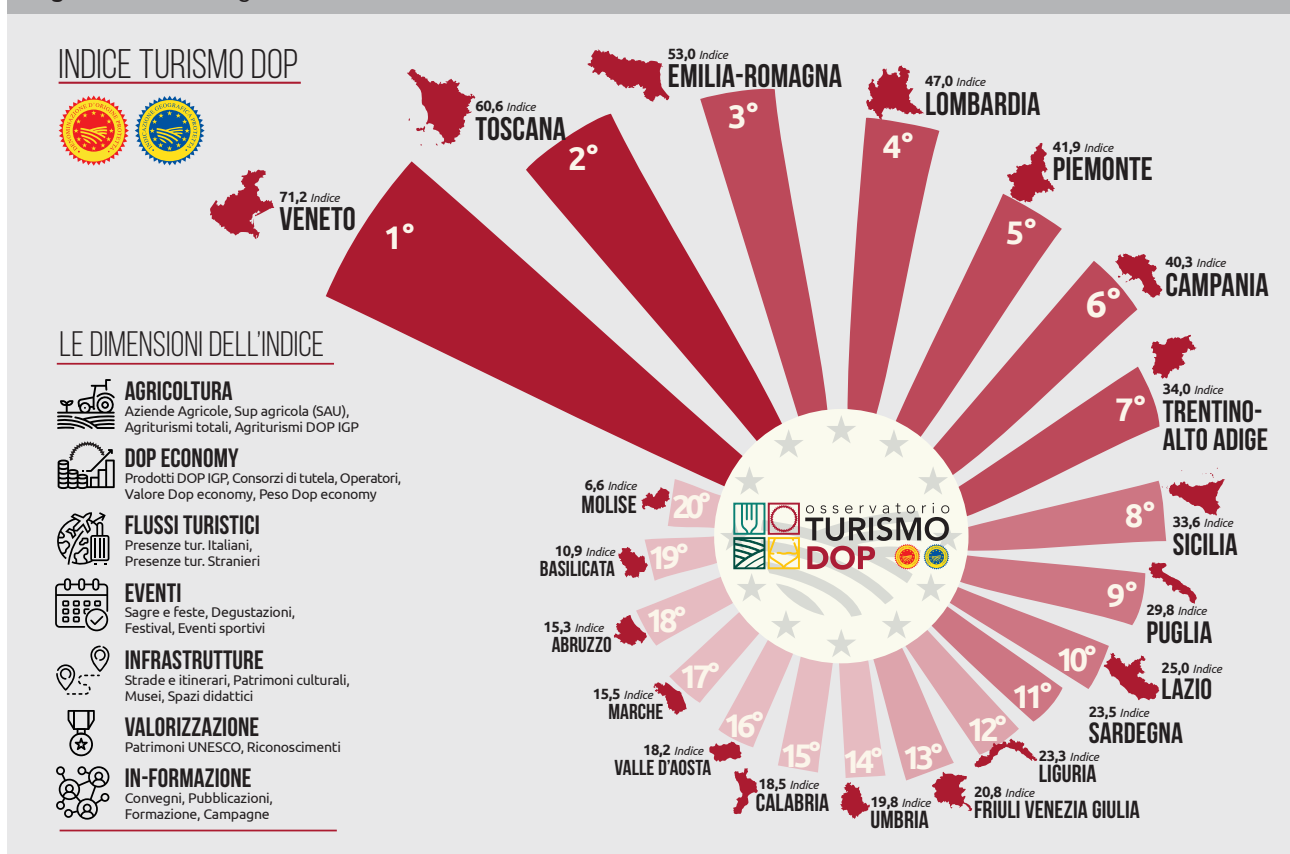 INDICE TURISMO DOP
DENOMINAZIONE D'ORIGINE PROTETTA
INDICAZIONE GEOGRAFICA PROTETTA
71,2 Indice
VENETO
1°
60,6 Indice
TOSCANA
2°
53,0 Indice
EMILIA-ROMAGNA
3°
47,0 Indice
LOMBARDIA
4°
41,9 Indice
PIEMONTE
5°
40,3 Indice
CAMPANIA
6°
34,0 Indice
TRENTINO-
ALTO ADIGE
7°
33,6 Indice
SICILIA
8°
29,8 Indice
PUGLIA
9°
25,0 Indice
LAZIO
10°
23,5 Indice
SARDEGNA
11°
23,3 Indice
LIGURIA
12°
20,8 Indice
FRIULI VENEZIA GIULIA
13°
19,8 Indice
UMBRIA
14°
18,5 Indice
CALABRIA
15°
18,2 Indice
VALLE D'AOSTA
16°
15,5 Indice
MARCHE
17°
15,3 Indice
ABRUZZO
18°
10,9 Indice
BASILICATA
19°
6,6 Indice
MOLISE
20°
osservatorio
TURISMO
DOP
LE DIMENSIONI DELL'INDICE
AGRICOLTURA
Aziende Agricole, Sup agricola (SAU),
Agriturismi totali, Agriturismi DOP IGP
DOP ECONOMY
Prodotti DOP IGP, Consorzi di tutela, Operatori,
Valore Dop economy, Peso Dop economy
FLUSSI TURISTICI
Presenze tur. Italiani,
Presenze tur. Stranieri
EVENTI
Sagre e feste, Degustazioni,
Festival, Eventi sportivi
INFRASTRUTTURE
Strade e itinerari, Patrimoni culturali,
Musei, Spazi didattici
VALORIZZAZIONE
Patrimoni UNESCO, Riconoscimenti
IN-FORMAZIONE
Convegni, Pubblicazioni,
Formazione, Campagne